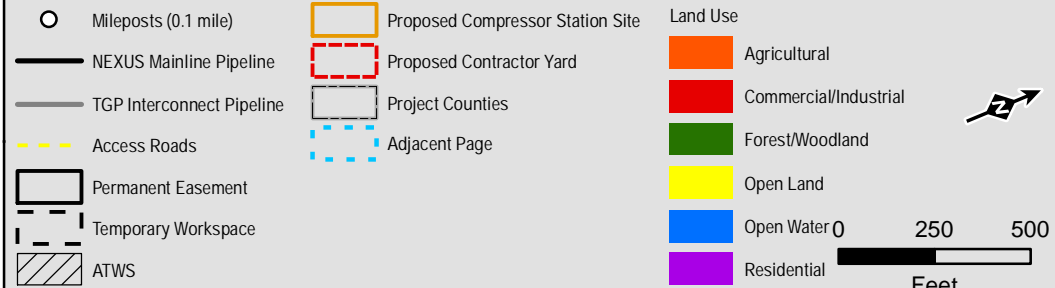 Mileposts (0.1 mile)
NEXUS Mainline Pipeline
TGP Interconnect Pipeline
Access Roads
Permanent Easement
Temporary Workspace
ATWS
Proposed Compressor Station Site
Proposed Contractor Yard
Project Counties
Adjacent Page
Land Use
Agricultural
Commercial/Industrial
Forest/Woodland
Open Land
Open Water
Residential
N
0 250 500
Feet